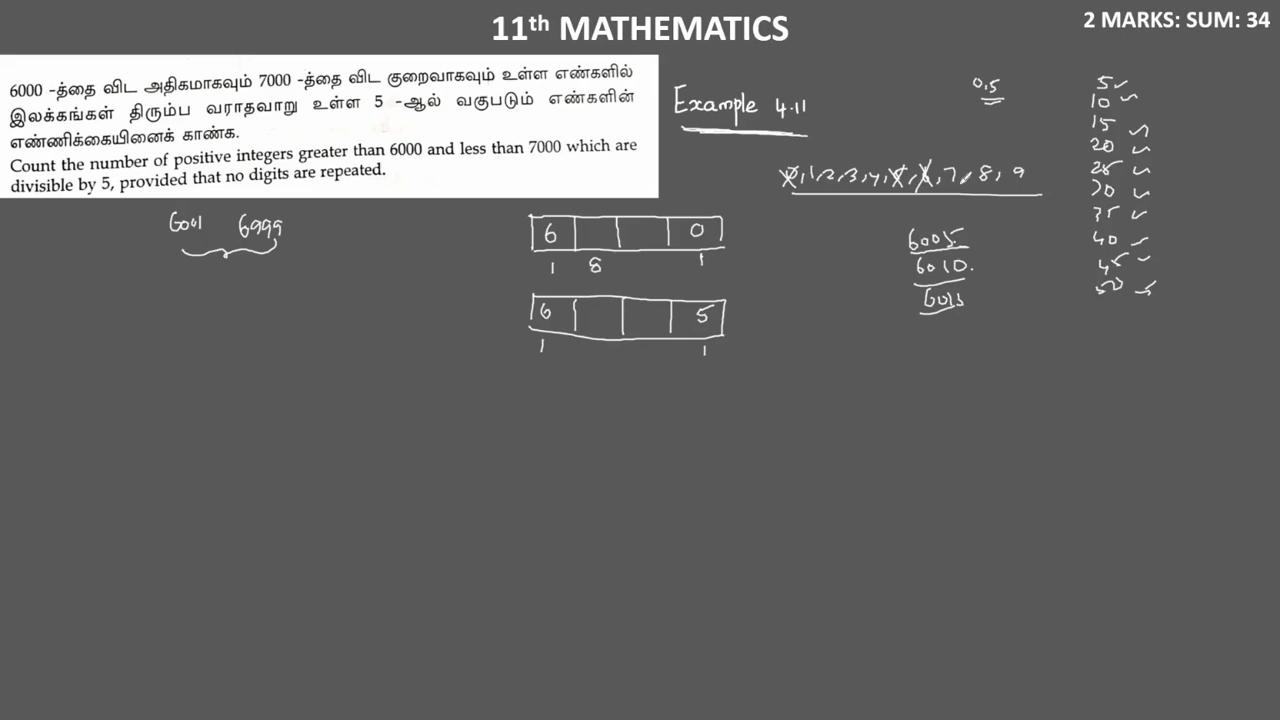 11th MATHEMATICS
2 MARKS: SUM: 34
6000 -த்தை விட அதிகமாகவும் 7000 -த்தை விட குறைவாகவும் உள்ள எண்களில்
இலக்கங்கள் திரும்ப வராதவாறு உள்ள 5 -ஆல் வகுபடும் எண்களின்
எண்ணிக்கையினைக் காண்க.
Count the number of positive integers greater than 6000 and less than 7000 which are
divisible by 5, provided that no digits are repeated.
Example 4.11
0,5
0, 1, 2, 3, 4, 5, 6, 7, 8, 9
6001 6999
6 0
1 8 1
6 5
1 1
6005
6010
6015
5
10
15
20
25
30
35
40
45
50